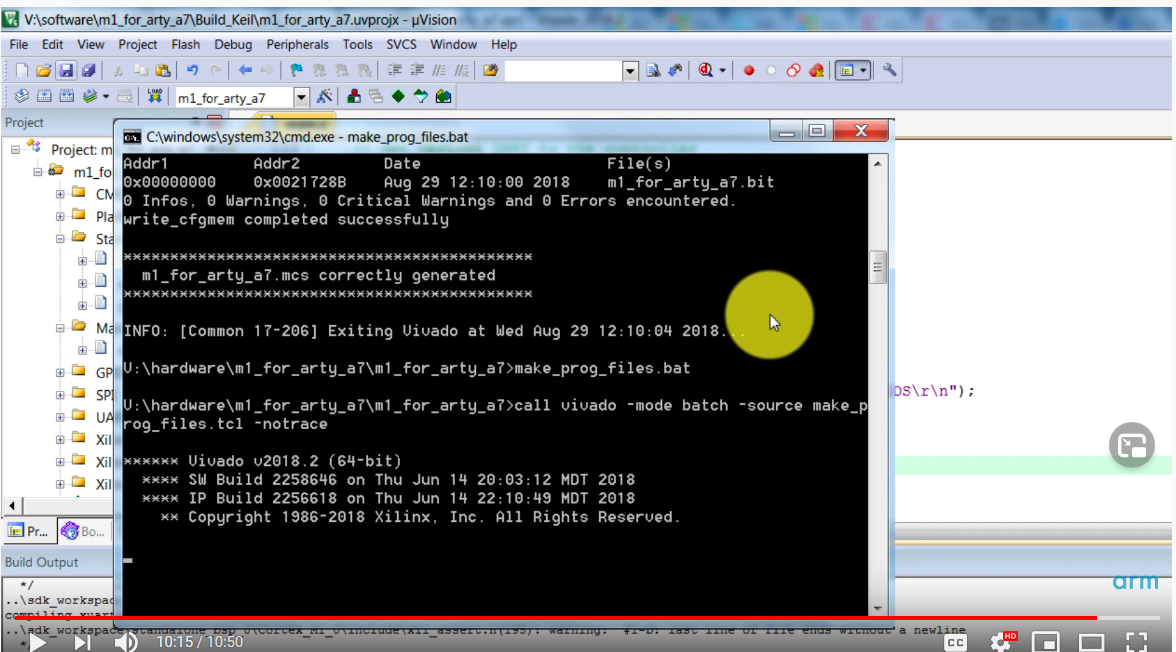 V:\software\m1_for_arty_a7\Build_Keil\m1_for_arty_a7.uvprojx - µVision
File Edit View Project Flash Debug Peripherals Tools SVCS Window Help
m1_for_arty_a7
Project
C:\windows\system32\cmd.exe - make_prog_files.bat
Project: m
m1_fo
CM
Pla
Sta
Ma
GP
SPI
UA
Xil
Xil
Xil
Addr1 Addr2 Date File(s)
0x00000000 0x0021728B Aug 29 12:10:00 2018 m1_for_arty_a7.bit
0 Infos, 0 Warnings, 0 Critical Warnings and 0 Errors encountered.
write_cfgmem completed successfully
********************************************
m1_for_arty_a7.mcs correctly generated
********************************************
INFO: [Common 17-206] Exiting Vivado at Wed Aug 29 12:10:04 2018...
V:\hardware\m1_for_arty_a7\m1_for_arty_a7>make_prog_files.bat
V:\hardware\m1_for_arty_a7\m1_for_arty_a7>call vivado -mode batch -source make_p
rog_files.tcl -notrace
****** Vivado v2018.2 (64-bit)
**** SW Build 2258646 on Thu Jun 14 20:03:12 MDT 2018
**** IP Build 2256618 on Thu Jun 14 22:10:49 MDT 2018
** Copyright 1986-2018 Xilinx, Inc. All Rights Reserved.
OS\r\n");
Pr... Bo...
Build Output
*/
..\sdk_workspac
compiling xuart
..\sdk_workspace\standalone_bsp_0\cortex_m1_0\include\xil_assert.h(195): warning: #1-D: last line of file ends without a newline
arm
10:15 / 10:50
CC
HD